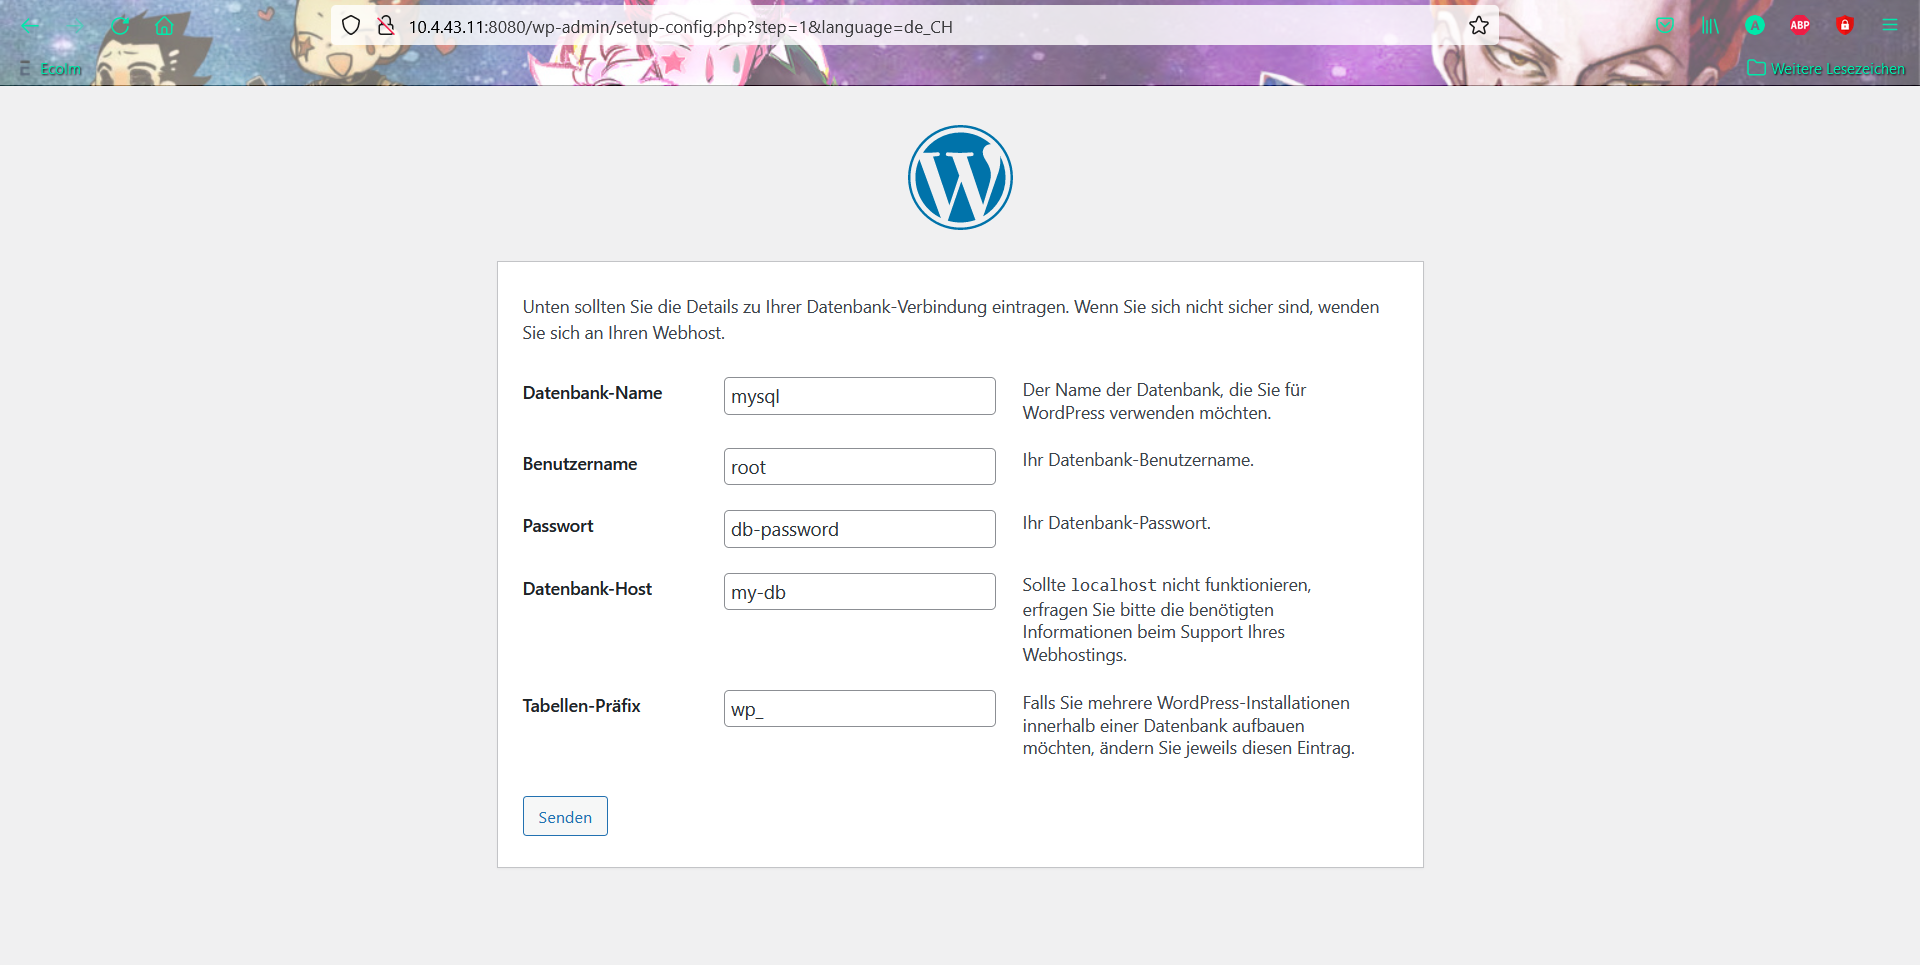 10.4.43.11:8080/wp-admin/setup-config.php?step=1&language=de_CH
ABP
A
Ecolm
Weitere Lesezeichen
W
Unten sollten Sie die Details zu Ihrer Datenbank-Verbindung eintragen. Wenn Sie sich nicht sicher sind, wenden
Sie sich an Ihren Webhost.
Datenbank-Name
mysql
Der Name der Datenbank, die Sie für
WordPress verwenden möchten.
Benutzername
root
Ihr Datenbank-Benutzername.
Passwort
db-password
Ihr Datenbank-Passwort.
Datenbank-Host
my-db
Sollte localhost nicht funktionieren,
erfragen Sie bitte die benötigten
Informationen beim Support Ihres
Webhostings.
Tabellen-Präfix
wp_
Falls Sie mehrere WordPress-Installationen
innerhalb einer Datenbank aufbauen
möchten, ändern Sie jeweils diesen Eintrag.
Senden